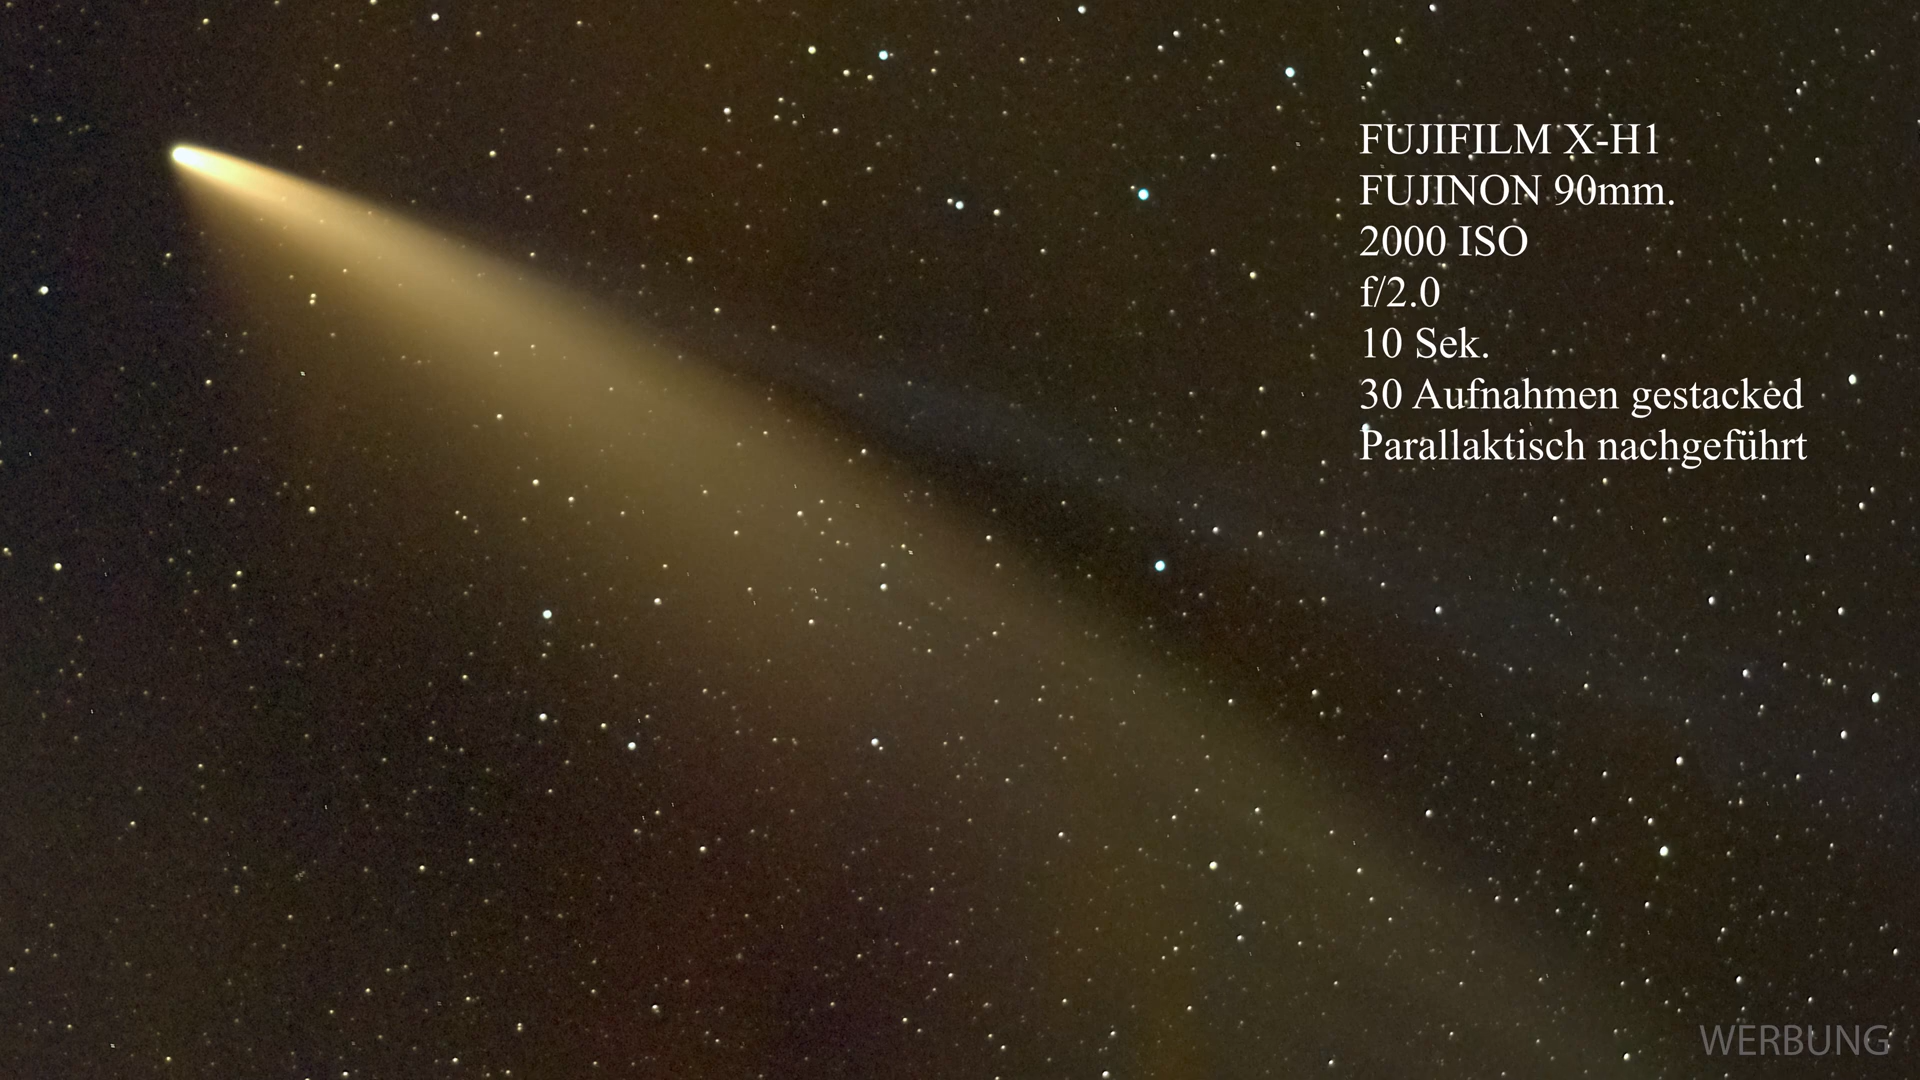 FUJIFILM X-H1
FUJINON 90mm.
2000 ISO
f/2.0
10 Sek.
30 Aufnahmen gestacked
Parallaktisch nachgeführt
WERBUNG